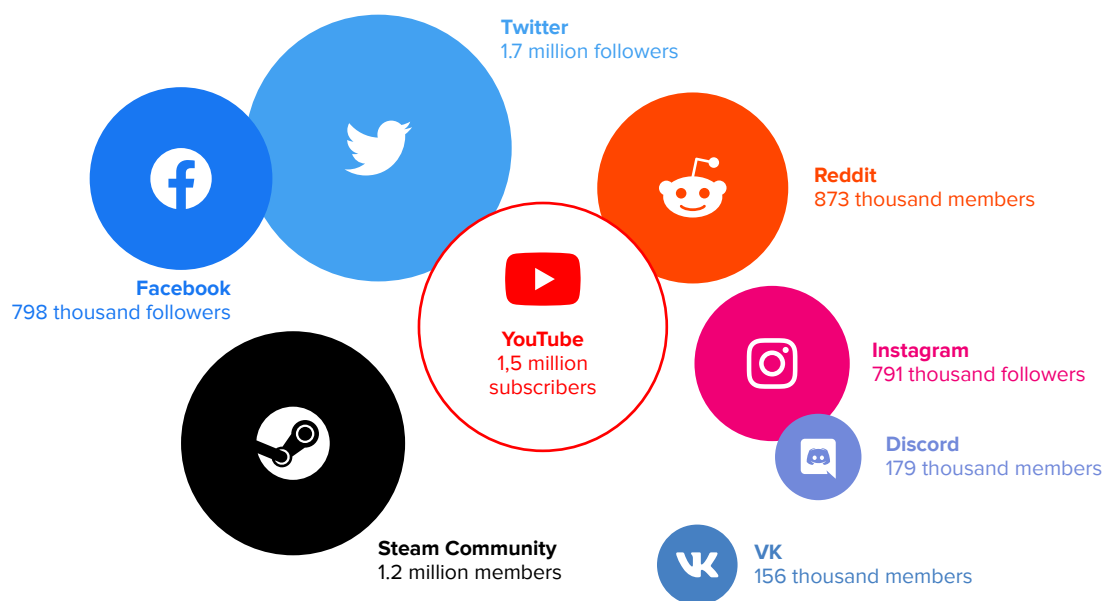 Twitter
1.7 million followers
Reddit
873 thousand members
Facebook
798 thousand followers
YouTube
1,5 million
subscribers
Instagram
791 thousand followers
Discord
179 thousand members
Steam Community
1.2 million members
VK
156 thousand members